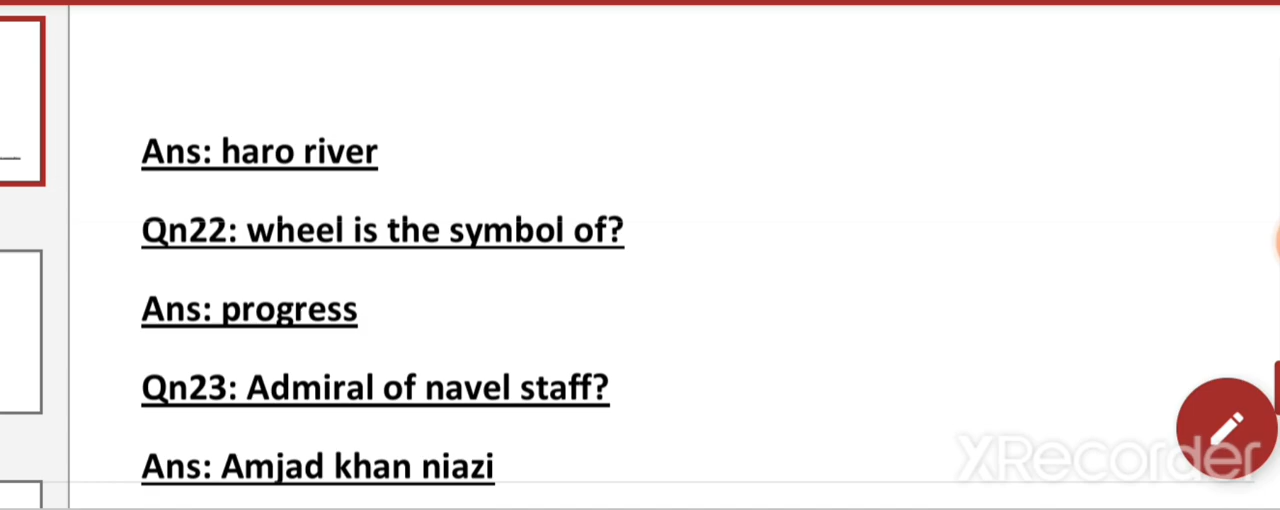 Ans: haro river
Qn22: wheel is the symbol of?
Ans: progress
Qn23: Admiral of navel staff?
Ans: Amjad khan niazi
XRecorder